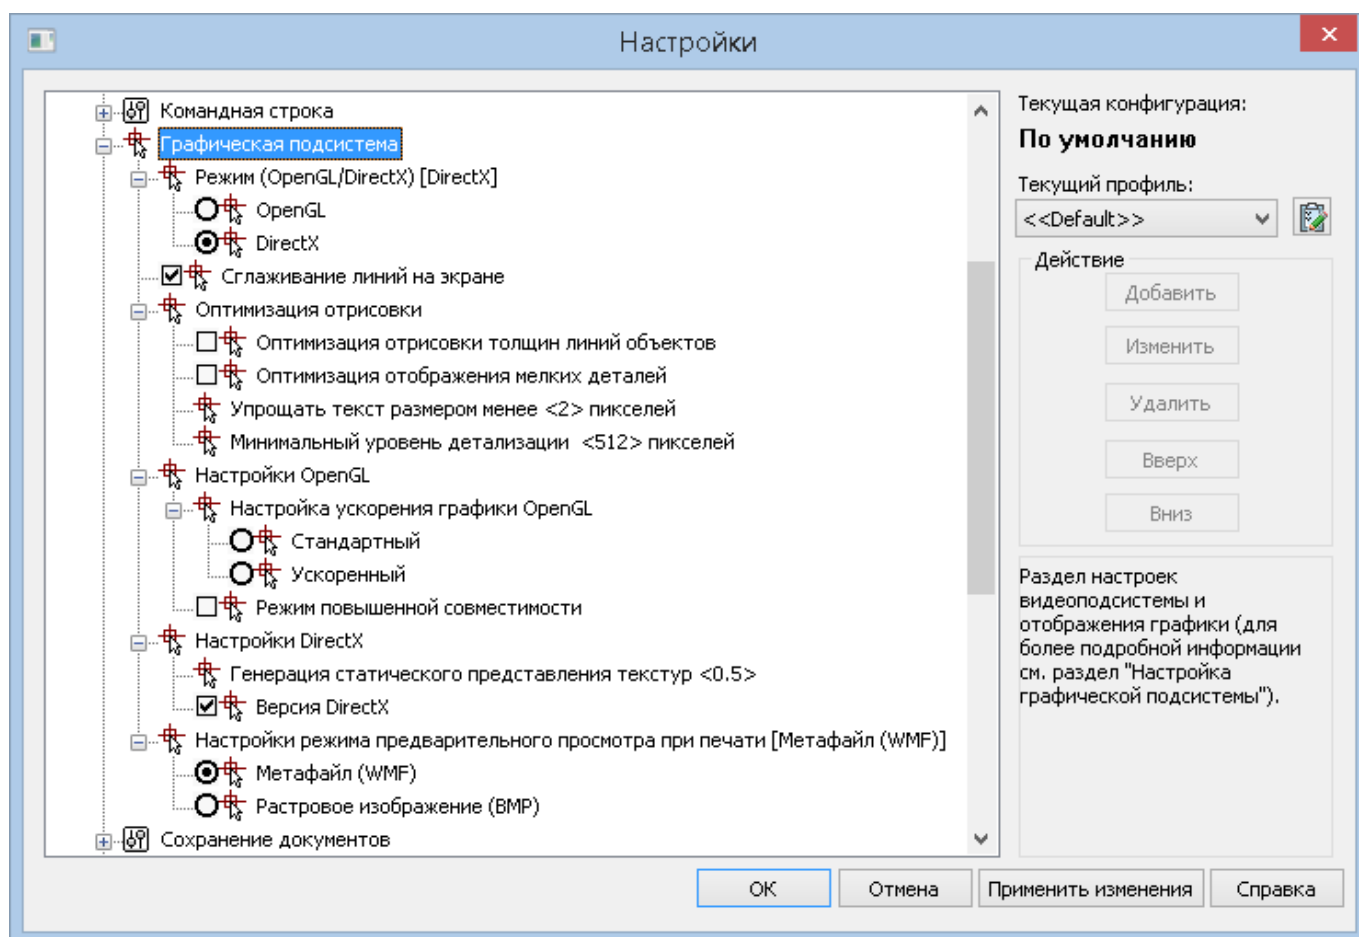 Настройки
Командная строка
Графическая подсистема
Режим (OpenGL/DirectX) [DirectX]
OpenGL
DirectX
Сглаживание линий на экране
Оптимизация отрисовки
Оптимизация отрисовки толщин линий объектов
Оптимизация отображения мелких деталей
Упрощать текст размером менее <2> пикселей
Минимальный уровень детализации <512> пикселей
Настройки OpenGL
Настройка ускорения графики OpenGL
Стандартный
Ускоренный
Режим повышенной совместимости
Настройки DirectX
Генерация статического представления текстур <0.5>
Версия DirectX
Настройки режима предварительного просмотра при печати [Метафайл (WMF)]
Метафайл (WMF)
Растровое изображение (BMP)
Сохранение документов
Текущая конфигурация:
По умолчанию
Текущий профиль:
<<Default>>
Действие
Добавить
Изменить
Удалить
Вверх
Вниз
Раздел настроек
видеоподсистемы и
отображения графики (для
более подробной информации
см. раздел "Настройка
графической подсистемы").
ОК
Отмена
Применить изменения
Справка